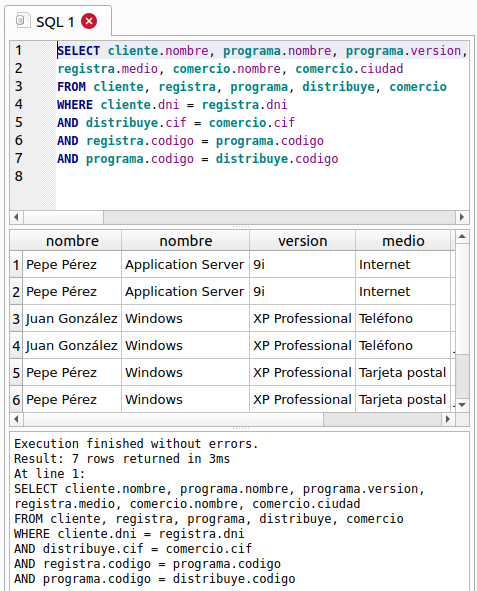 SQL 1
1 SELECT cliente.nombre, programa.nombre, programa.version,
2 registra.medio, comercio.nombre, comercio.ciudad
3 FROM cliente, registra, programa, distribuye, comercio
4 WHERE cliente.dni = registra.dni
5 AND distribuye.cif = comercio.cif
6 AND registra.codigo = programa.codigo
7 AND programa.codigo = distribuye.codigo
8
nombre nombre version medio
1 Pepe Pérez Application Server 9i Internet
2 Pepe Pérez Application Server 9i Internet
3 Juan González Windows XP Professional Teléfono
4 Juan González Windows XP Professional Teléfono
5 Pepe Pérez Windows XP Professional Tarjeta postal
6 Pepe Pérez Windows XP Professional Tarjeta postal
Execution finished without errors.
Result: 7 rows returned in 3ms
At line 1:
SELECT cliente.nombre, programa.nombre, programa.version,
registra.medio, comercio.nombre, comercio.ciudad
FROM cliente, registra, programa, distribuye, comercio
WHERE cliente.dni = registra.dni
AND distribuye.cif = comercio.cif
AND registra.codigo = programa.codigo
AND programa.codigo = distribuye.codigo